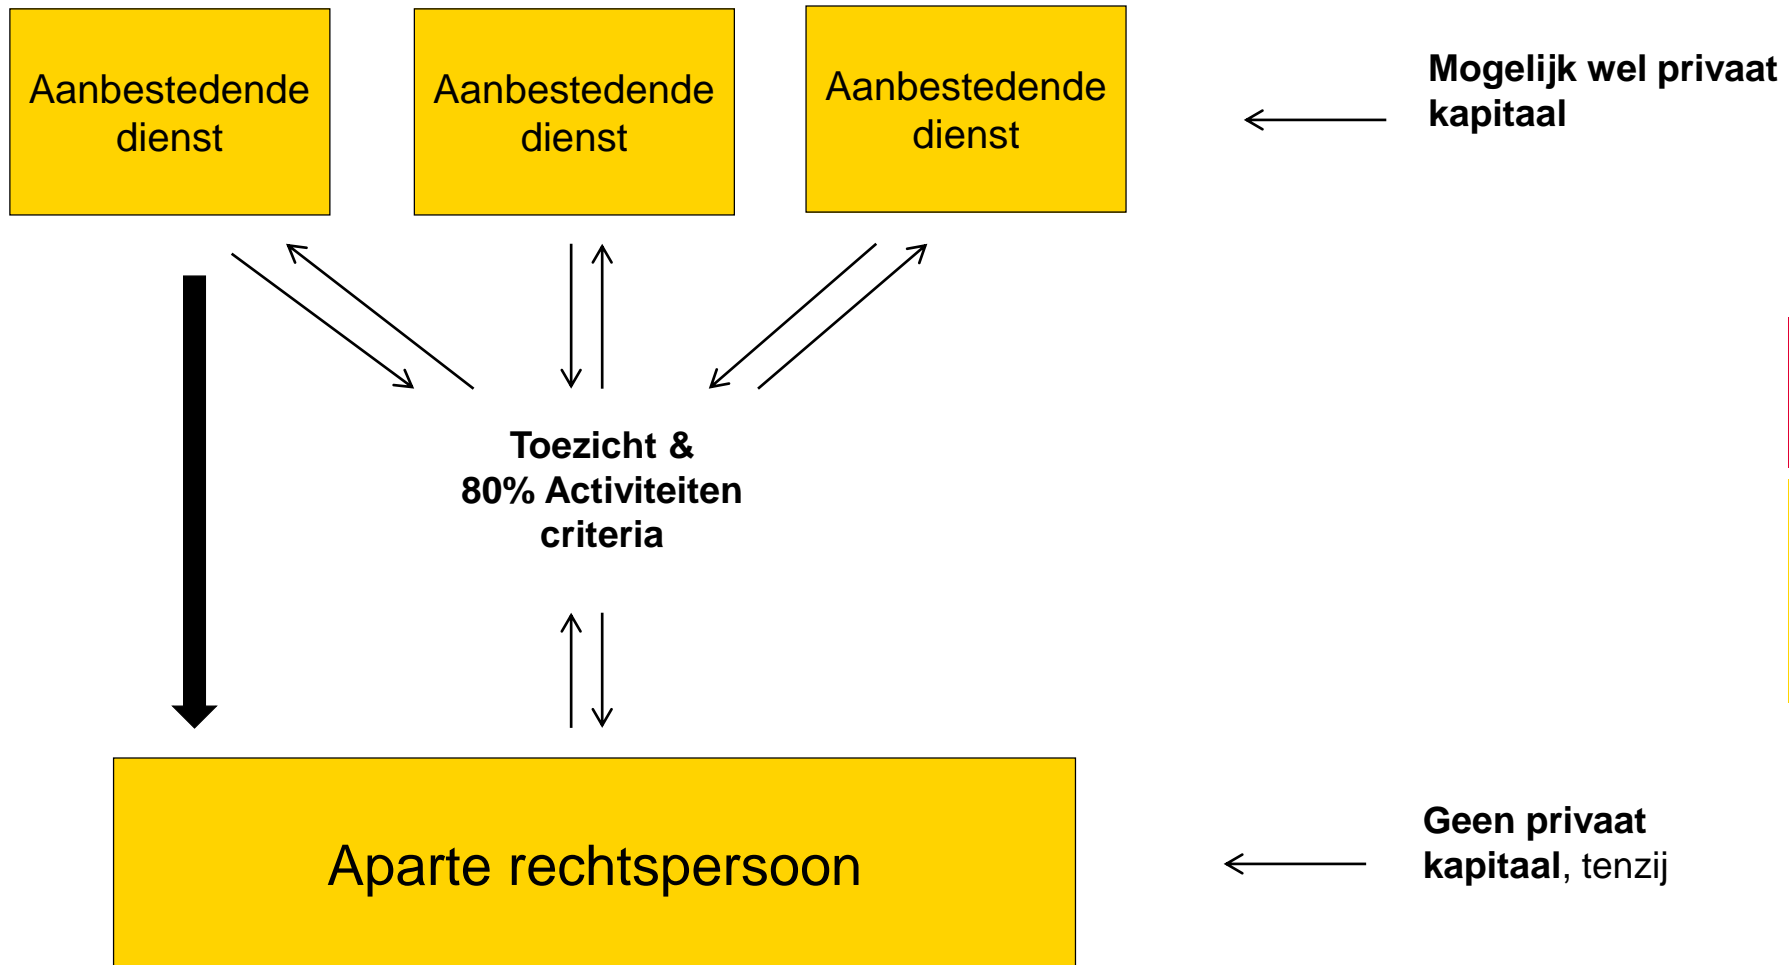 Aanbestedende
dienst
Aanbestedende
dienst
Aanbestedende
dienst
Mogelijk wel privaat
kapitaal
Toezicht &
80% Activiteiten
criteria
Aparte rechtspersoon
Geen privaat
kapitaal, tenzij